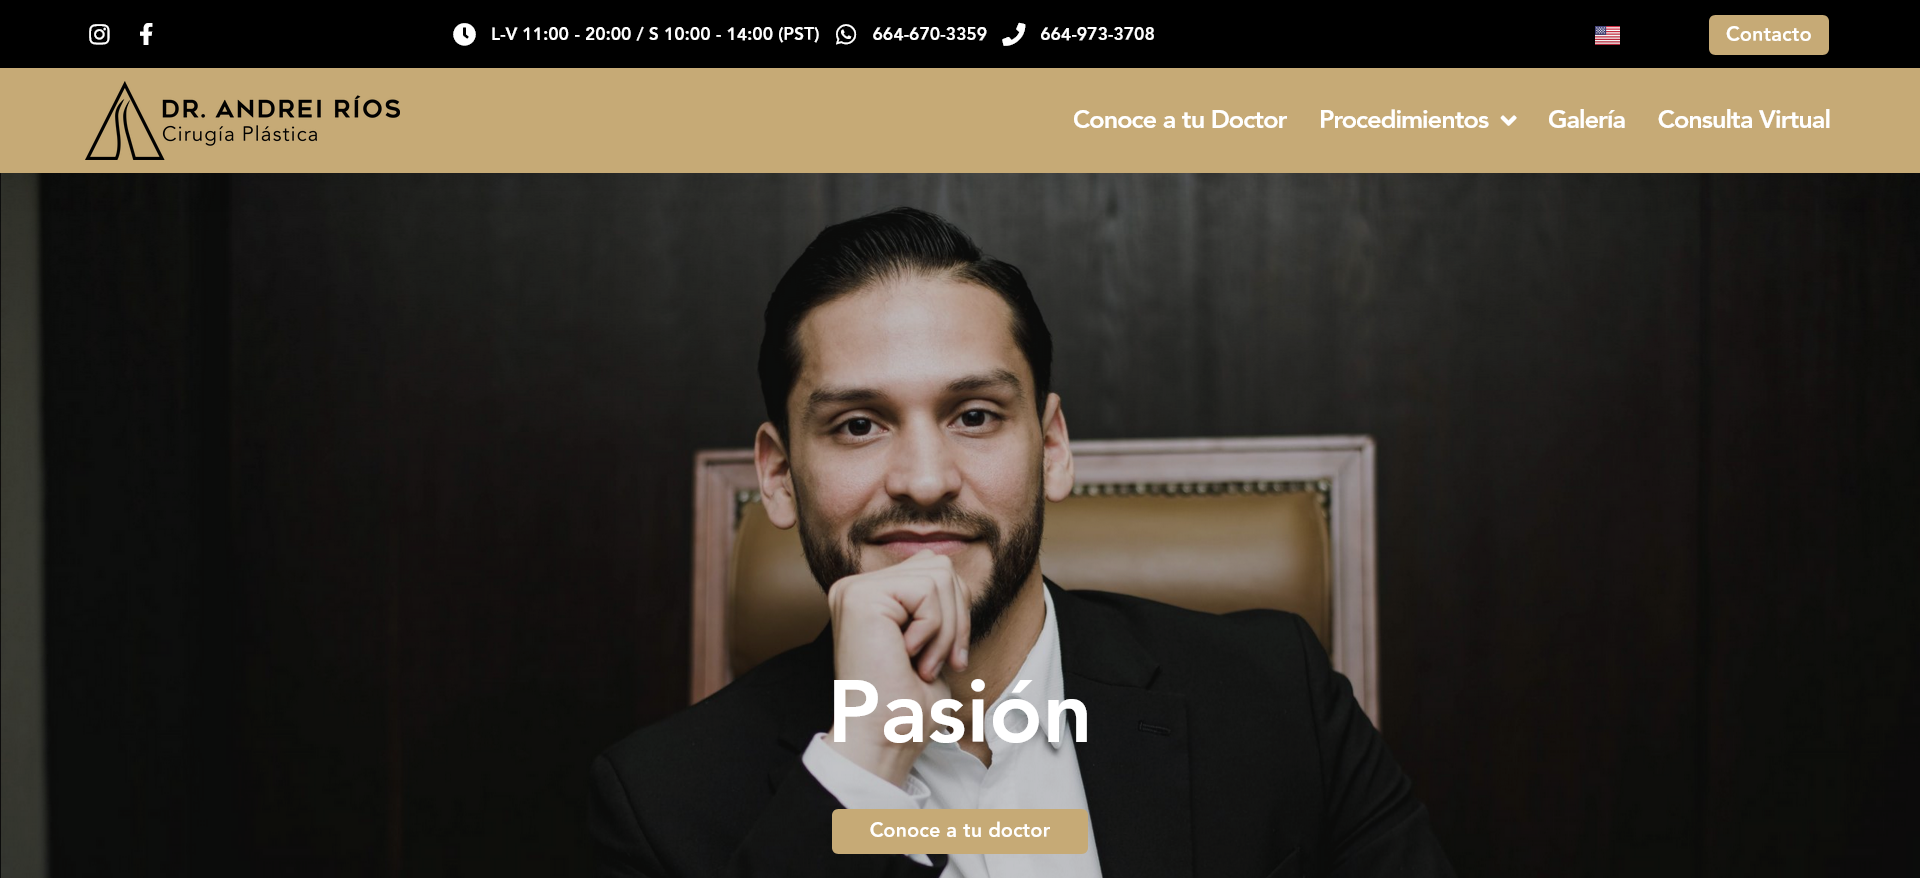 L-V 11:00 - 20:00 / S 10:00 - 14:00 (PST) 664-670-3359 664-973-3708 Contacto
DR. ANDREI RÍOS
Cirugía Plástica
Conoce a tu Doctor Procedimientos Galería Consulta Virtual
Pasión
Conoce a tu doctor